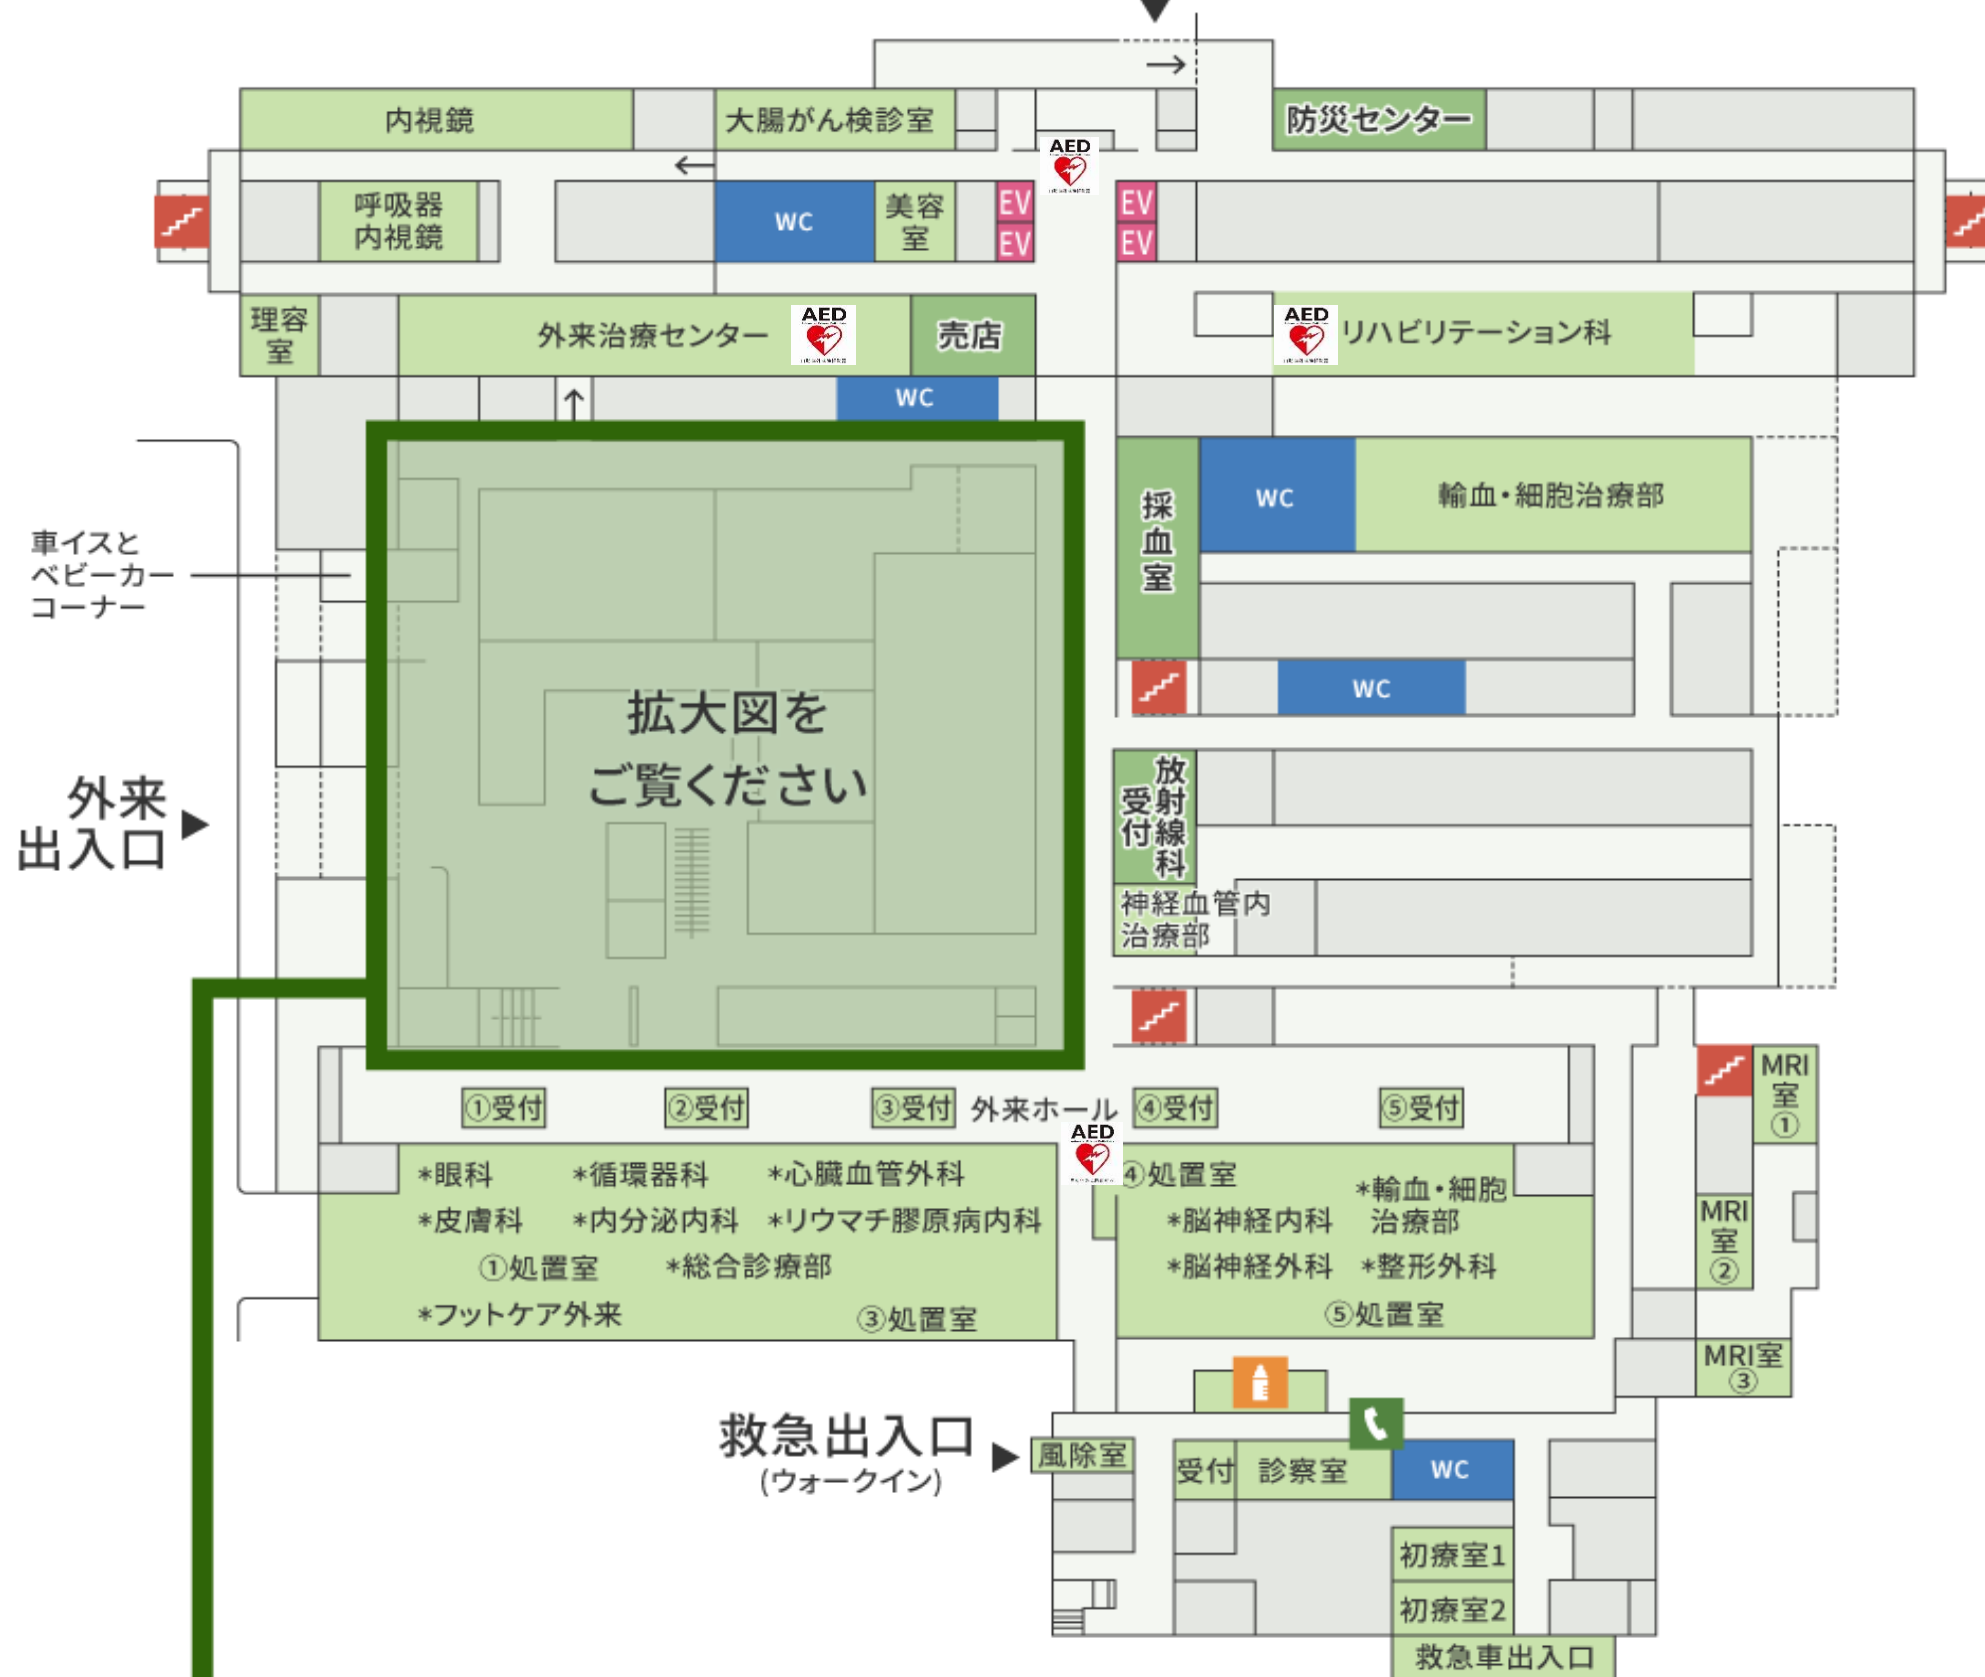 内視鏡
大腸がん検診室
防災センター
AED
呼吸器
内視鏡
WC
美容
室
EV
EV
EV
EV
理容
室
外来治療センター
AED
売店
AED
リハビリテーション科
WC
採血室
WC
輸血・細胞治療部
車イスと
ベビーカー
コーナー
WC
拡大図を
ご覧ください
外来
出入口
放射線科
受付
神経血管内
治療部
①受付
②受付
③受付
外来ホール
④受付
⑤受付
MRI
室
①
AED
*眼科
*循環器科
*心臓血管外科
④処置室
*輸血・細胞
治療部
*皮膚科
*内分泌内科
*リウマチ膠原病内科
*脳神経内科
MRI
室
②
①処置室
*総合診療部
*脳神経外科
*整形外科
*フットケア外来
③処置室
⑤処置室
MRI室
③
救急出入口
(ウォークイン)
風除室
受付
診察室
WC
初療室1
初療室2
救急車出入口